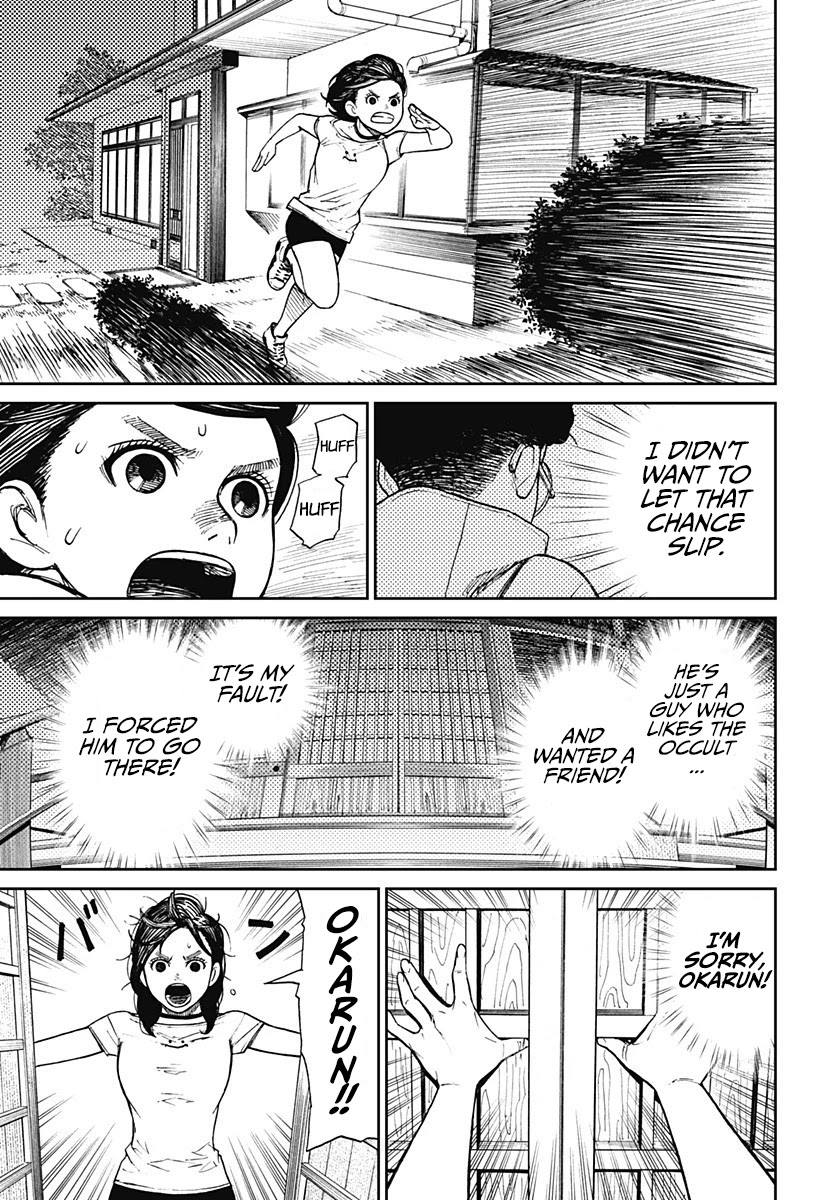 I DIDN'T
WANT TO
LET THAT
CHANCE
SLIP.
HUFF
HUFF
HE'S
JUST A
GUY WHO
LIKES THE
OCCULT
...
AND
WANTED A
FRIEND!
IT'S MY
FAULT!
I FORCED
HIM TO GO
THERE!
I'M
SORRY,
OKARUN!
OKARUN!!
バン